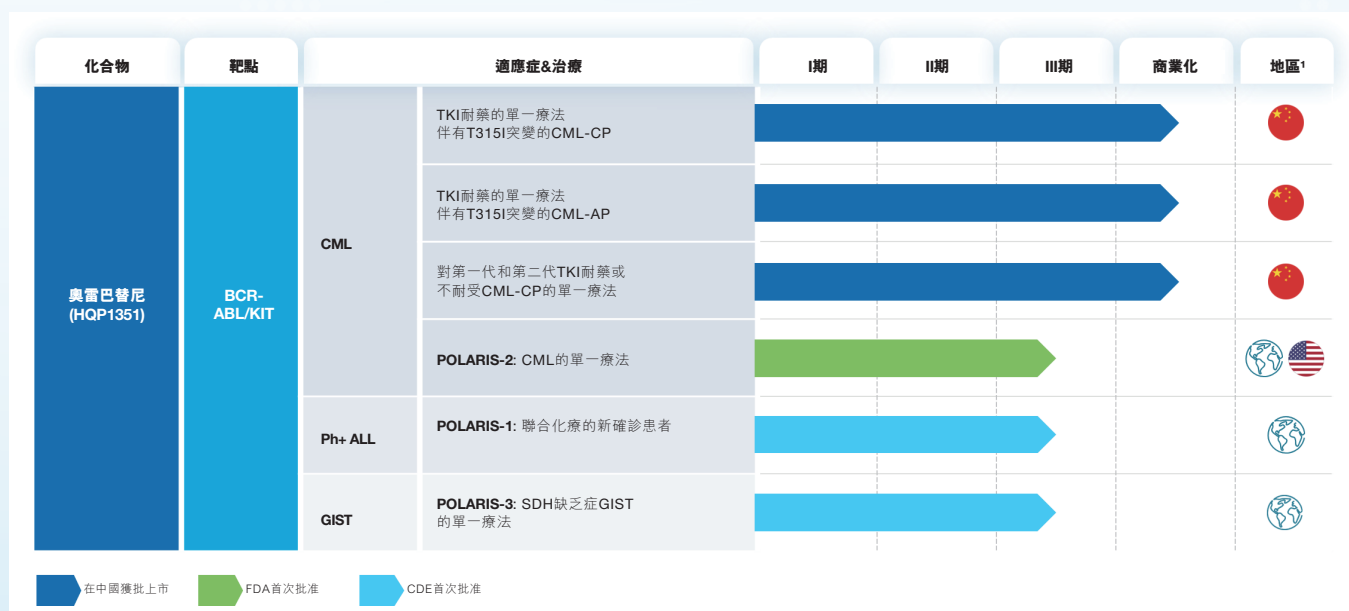 化合物
靶點
適應症&治療
I期
II期
III期
商業化
地區¹
奧雷巴替尼
(HQP1351)
BCR-
ABL/KIT
CML
TKI耐藥的單一療法
伴有T315I突變的CML-CP
TKI耐藥的單一療法
伴有T315I突變的CML-AP
對第一代和第二代TKI耐藥或
不耐受CML-CP的單一療法
POLARIS-2: CML的單一療法
Ph+ ALL
POLARIS-1: 聯合化療的新確診患者
GIST
POLARIS-3: SDH缺乏症GIST
的單一療法
在中國獲批上市
FDA首次批准
CDE首次批准